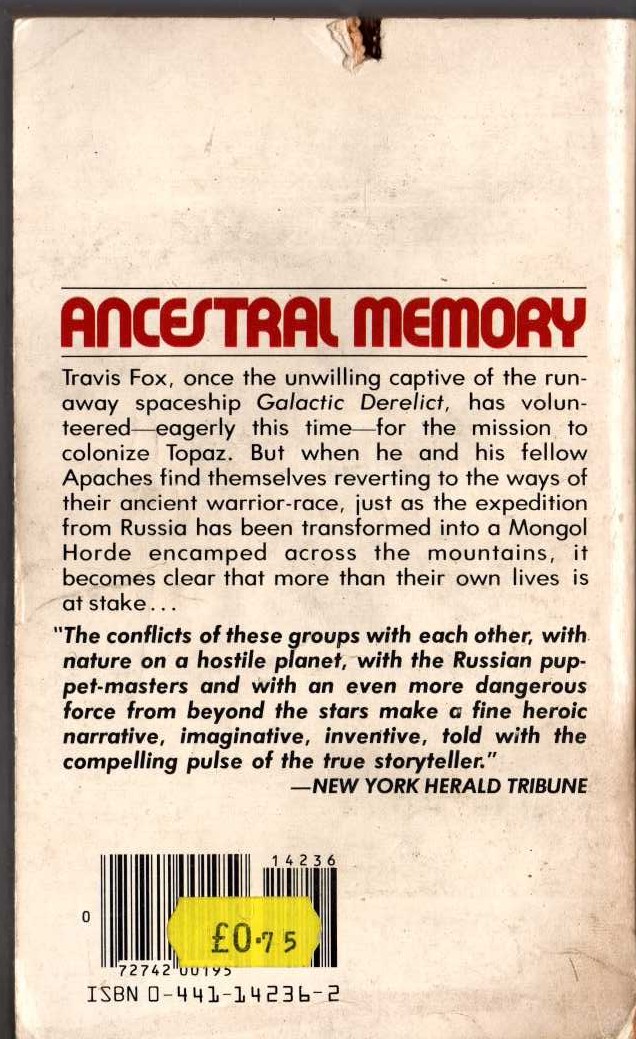 ANCESTRAL MEMORY
Travis Fox, once the unwilling captive of the run-
away spaceship Galactic Derelict, has volun-
teered—eagerly this time—for the mission to
colonize Topaz. But when he and his fellow
Apaches find themselves reverting to the ways of
their ancient warrior-race, just as the expedition
from Russia has been transformed into a Mongol
Horde encamped across the mountains, it
becomes clear that more than their own lives is
at stake...
"The conflicts of these groups with each other, with
nature on a hostile planet, with the Russian pup-
pet-masters and with an even more dangerous
force from beyond the stars make a fine heroic
narrative, imaginative, inventive, told with the
compelling pulse of the true storyteller."
—NEW YORK HERALD TRIBUNE
14236
0
£0.75
72742 00195
ISBN 0-441-14236-2